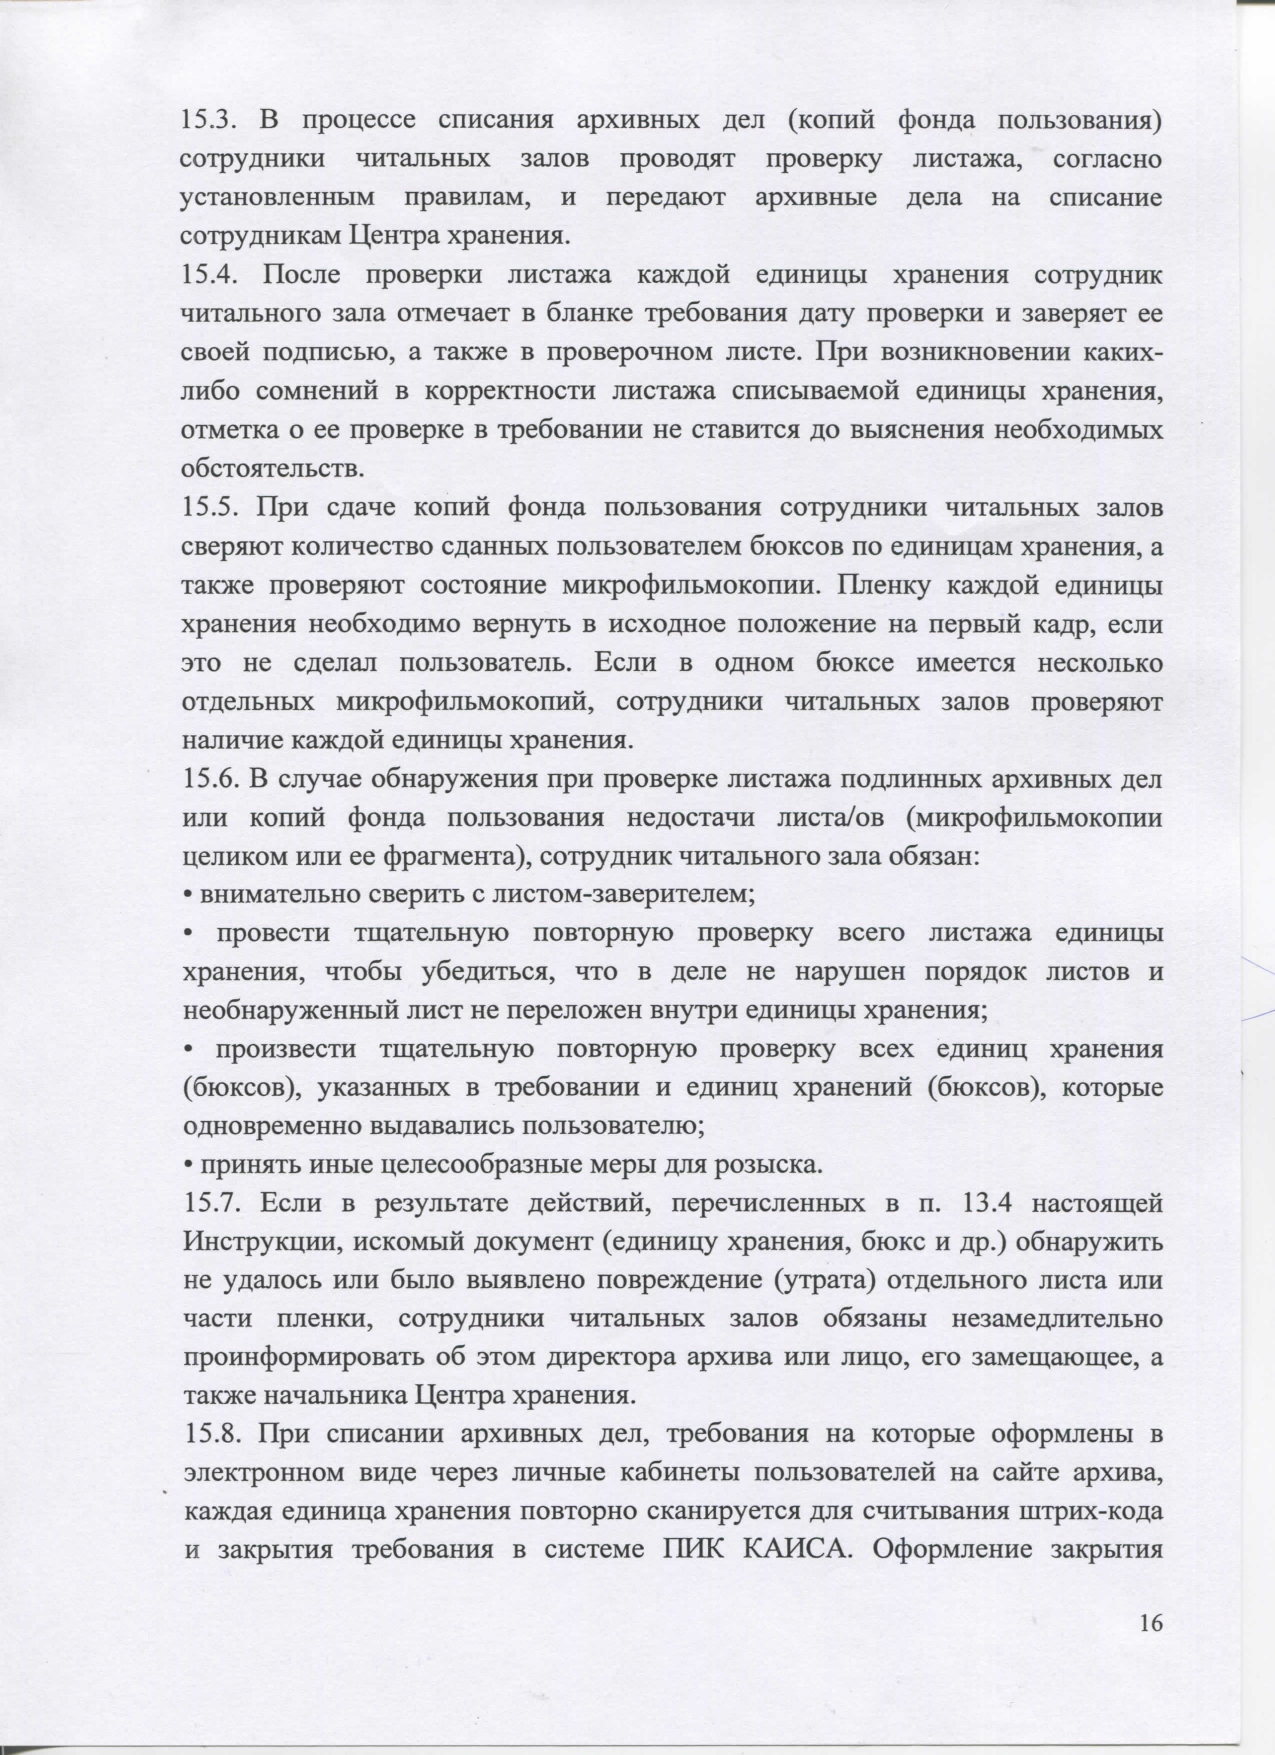 15.3. В процессе списания архивных дел (копий фонда пользования)
сотрудники читальных залов проводят проверку листажа, согласно
установленным правилам, и передают архивные дела на списание
сотрудникам Центра хранения.
15.4. После проверки листажа каждой единицы хранения сотрудник
читального зала отмечает в бланке требования дату проверки и заверяет ее
своей подписью, а также в проверочном листе. При возникновении каких-
либо сомнений в корректности листажа списываемой единицы хранения,
отметка о ее проверке в требовании не ставится до выяснения необходимых
обстоятельств.
15.5. При сдаче копий фонда пользования сотрудники читальных залов
сверяют количество сданных пользователем бюксов по единицам хранения, а
также проверяют состояние микрофильмокопии. Пленку каждой единицы
хранения необходимо вернуть в исходное положение на первый кадр, если
это не сделал пользователь. Если в одном бюксе имеется несколько
отдельных микрофильмокопий, сотрудники читальных залов проверяют
наличие каждой единицы хранения.
15.6. В случае обнаружения при проверке листажа подлинных архивных дел
или копий фонда пользования недостачи листа/ов (микрофильмокопии
целиком или ее фрагмента), сотрудник читального зала обязан:
• внимательно сверить с листом-заверителем;
• провести тщательную повторную проверку всего листажа единицы
хранения, чтобы убедиться, что в деле не нарушен порядок листов и
необнаруженный лист не переложен внутри единицы хранения;
• произвести тщательную повторную проверку всех единиц хранения
(бюксов), указанных в требовании и единиц хранений (бюксов), которые
одновременно выдавались пользователю;
• принять иные целесообразные меры для розыска.
15.7. Если в результате действий, перечисленных в п. 13.4 настоящей
Инструкции, искомый документ (единицу хранения, бюкс и др.) обнаружить
не удалось или было выявлено повреждение (утрата) отдельного листа или
части пленки, сотрудники читальных залов обязаны незамедлительно
проинформировать об этом директора архива или лицо, его замещающее, а
также начальника Центра хранения.
15.8. При списании архивных дел, требования на которые оформлены в
электронном виде через личные кабинеты пользователей на сайте архива,
каждая единица хранения повторно сканируется для считывания штрих-кода
и закрытия требования в системе ПИК КАИСА. Оформление закрытия
16